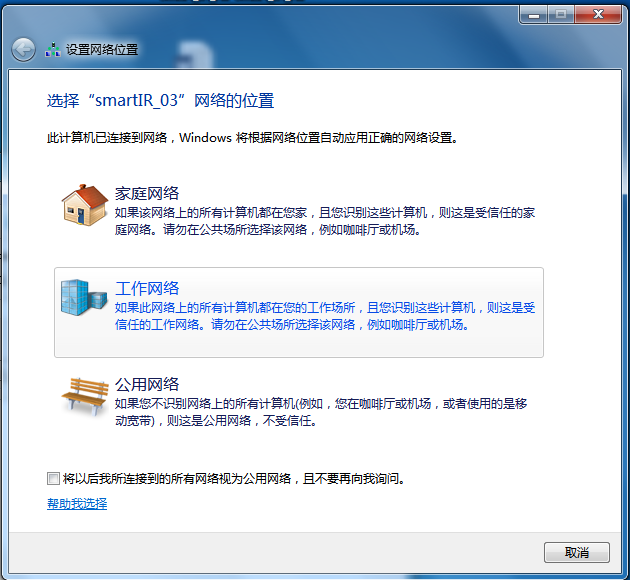 设置网络位置
选择“smartIR_03”网络的位置
此计算机已连接到网络，Windows 将根据网络位置自动应用正确的网络设置。
家庭网络
如果该网络上的所有计算机都在您家，且您识别这些计算机，则这是受信任的家
庭网络。请勿在公共场所选择该网络，例如咖啡厅或机场。
工作网络
如果此网络上的所有计算机都在您的工作场所，且您识别这些计算机，则这是受
信任的工作网络。请勿在公共场所选择该网络，例如咖啡厅或机场。
公用网络
如果您不识别网络上的所有计算机(例如，您在咖啡厅或机场，或者使用的是移
动宽带)，则这是公用网络，不受信任。
将以后我所连接到的所有网络视为公用网络，且不要再向我询问。
帮助我选择
取消